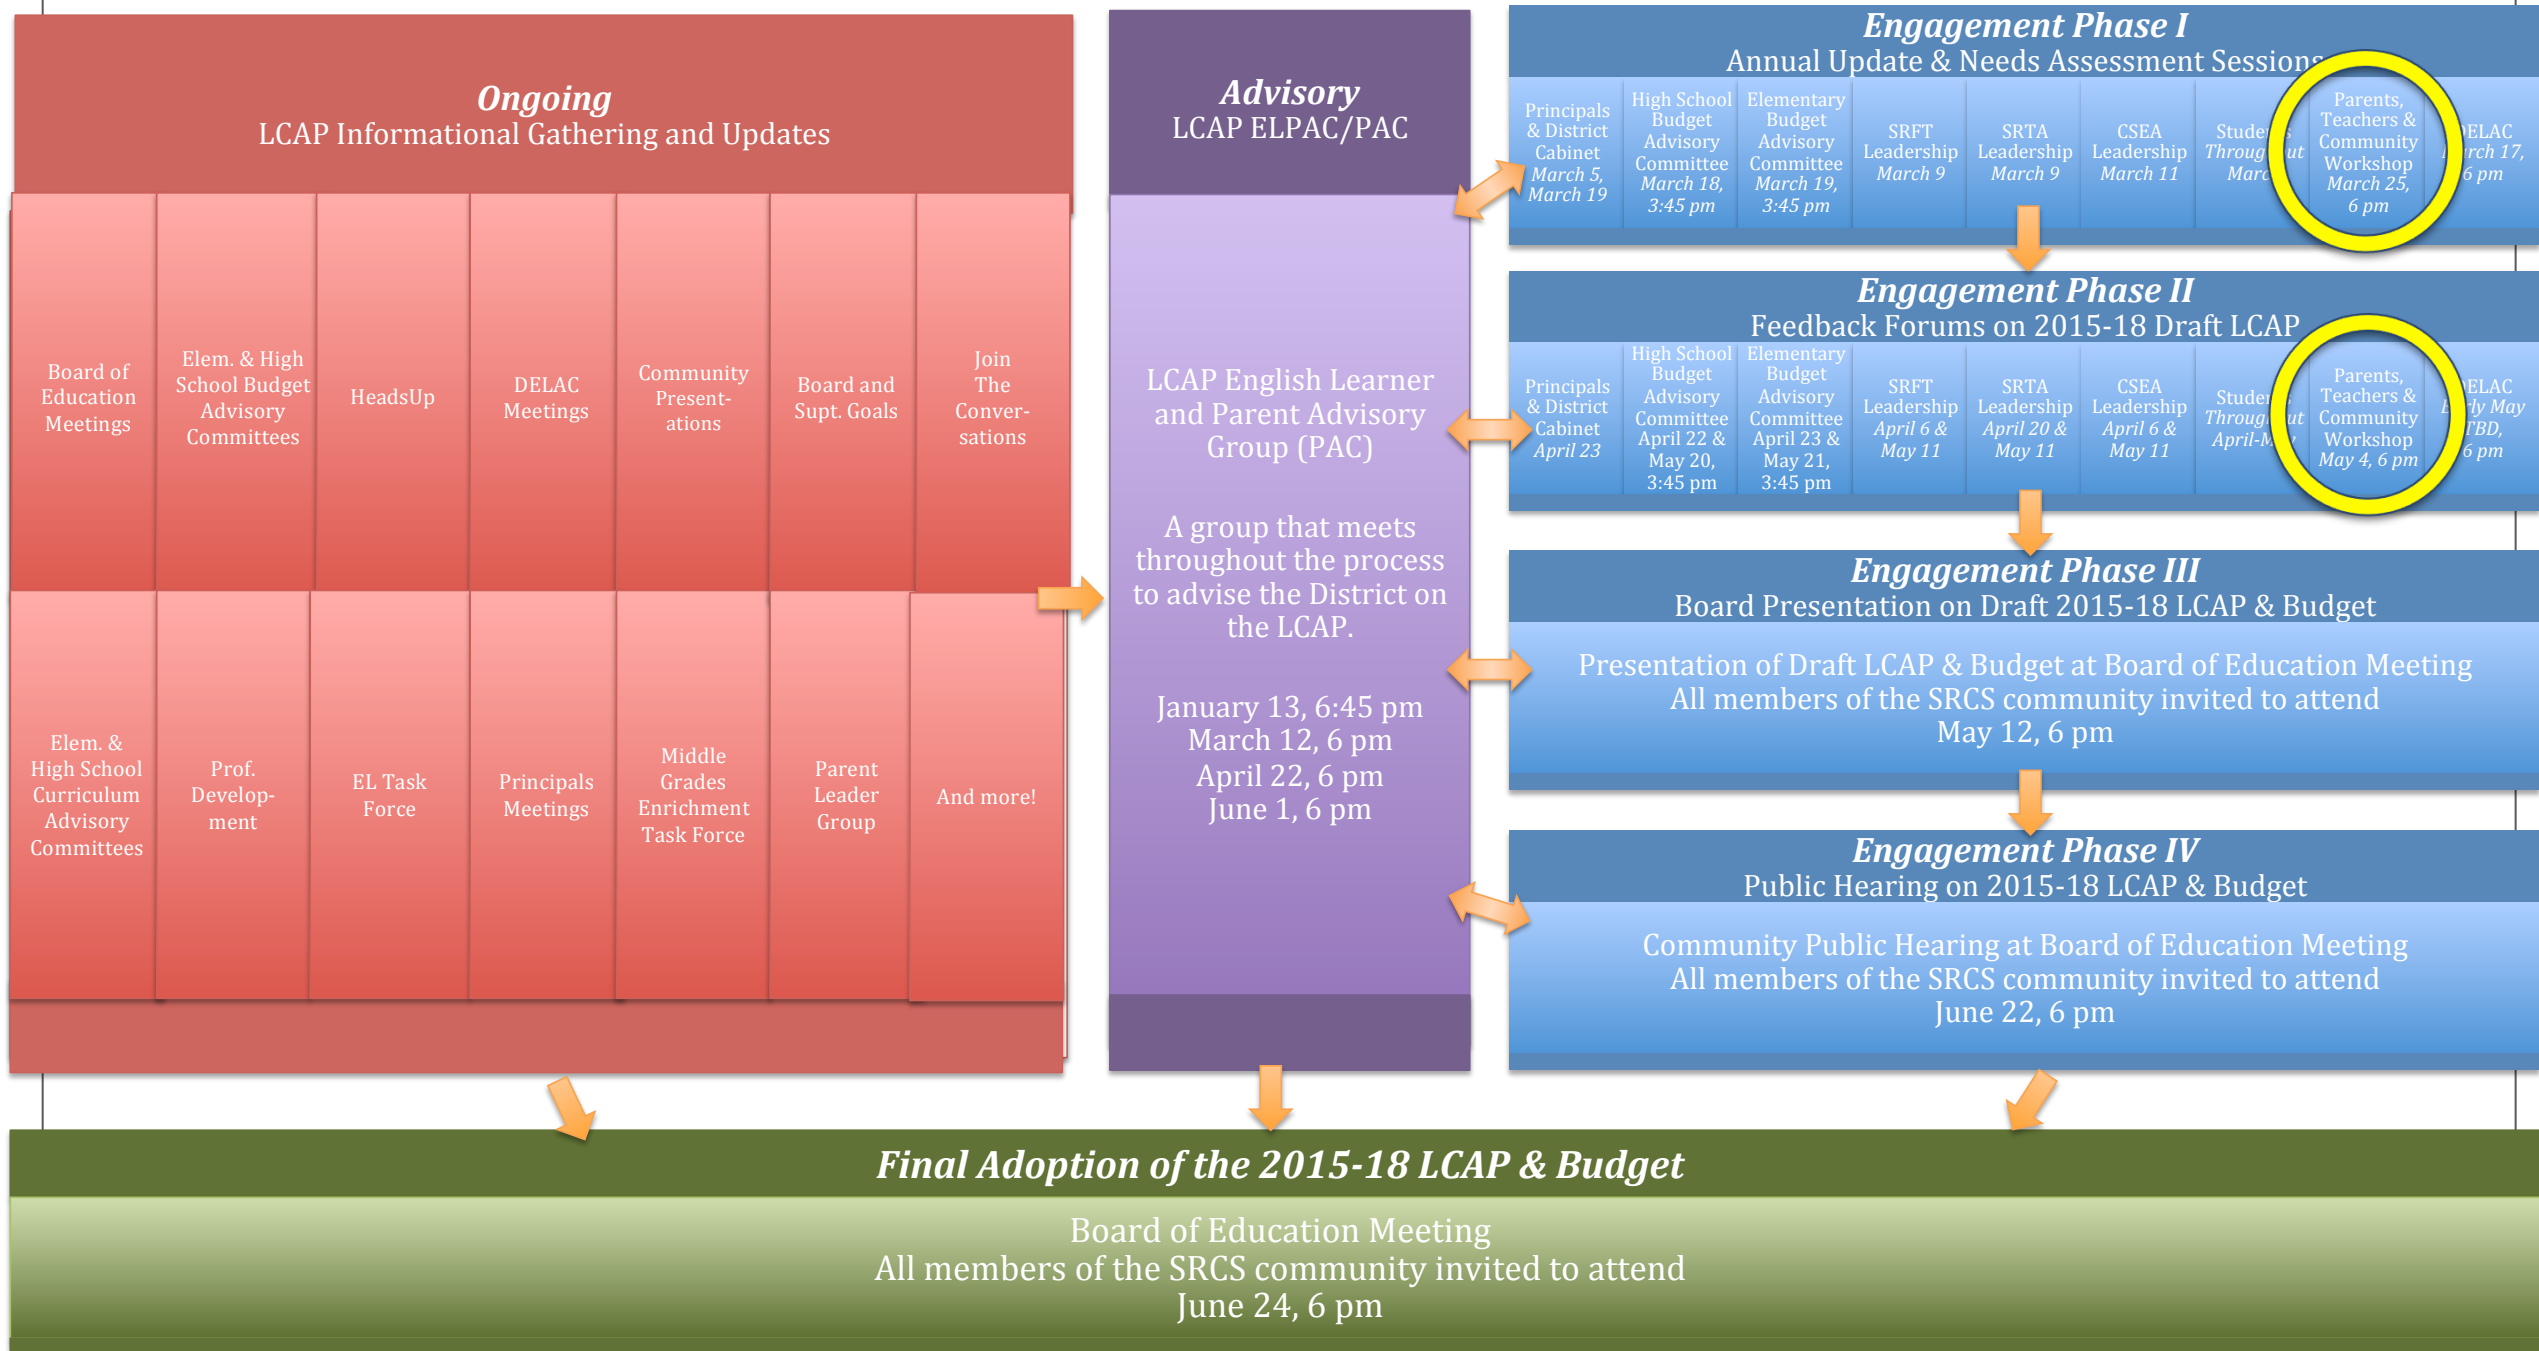 Ongoing
LCAP Informational Gathering and Updates
Board of
Education
Meetings
Elem. & High
School Budget
Advisory
Committees
HeadsUp
DELAC
Meetings
Community
Present-
ations
Board and
Supt. Goals
Join
The
Conver-
sations
Elem. &
High School
Curriculum
Advisory
Committees
Prof.
Develop-
ment
EL Task
Force
Principals
Meetings
Middle
Grades
Enrichment
Task Force
Parent
Leader
Group
And more!
Advisory
LCAP ELPAC/PAC
LCAP English Learner
and Parent Advisory
Group (PAC)
A group that meets
throughout the process
to advise the District on
the LCAP.
January 13, 6:45 pm
March 12, 6 pm
April 22, 6 pm
June 1, 6 pm
Engagement Phase I
Annual Update & Needs Assessment Sessions
Principals
& District
Cabinet
March 5,
March 19
High School
Budget
Advisory
Committee
March 18,
3:45 pm
Elementary
Budget
Advisory
Committee
March 19,
3:45 pm
SRFT
Leadership
March 9
SRTA
Leadership
March 9
CSEA
Leadership
March 11
Students
Throughout
March
Parents,
Teachers &
Community
Workshop
March 25,
6 pm
DELAC
March 17,
6 pm
Engagement Phase II
Feedback Forums on 2015-18 Draft LCAP
Principals
& District
Cabinet
April 23
High School
Budget
Advisory
Committee
April 22 &
May 20,
3:45 pm
Elementary
Budget
Advisory
Committee
April 23 &
May 21,
3:45 pm
SRFT
Leadership
April 6 &
May 11
SRTA
Leadership
April 20 &
May 11
CSEA
Leadership
April 6 &
May 11
Students
Throughout
April-May
Parents,
Teachers &
Community
Workshop
May 4, 6 pm
DELAC
Early May
TBD,
6 pm
Engagement Phase III
Board Presentation on Draft 2015-18 LCAP & Budget
Presentation of Draft LCAP & Budget at Board of Education Meeting
All members of the SRCS community invited to attend
May 12, 6 pm
Engagement Phase IV
Public Hearing on 2015-18 LCAP & Budget
Community Public Hearing at Board of Education Meeting
All members of the SRCS community invited to attend
June 22, 6 pm
Final Adoption of the 2015-18 LCAP & Budget
Board of Education Meeting
All members of the SRCS community invited to attend
June 24, 6 pm